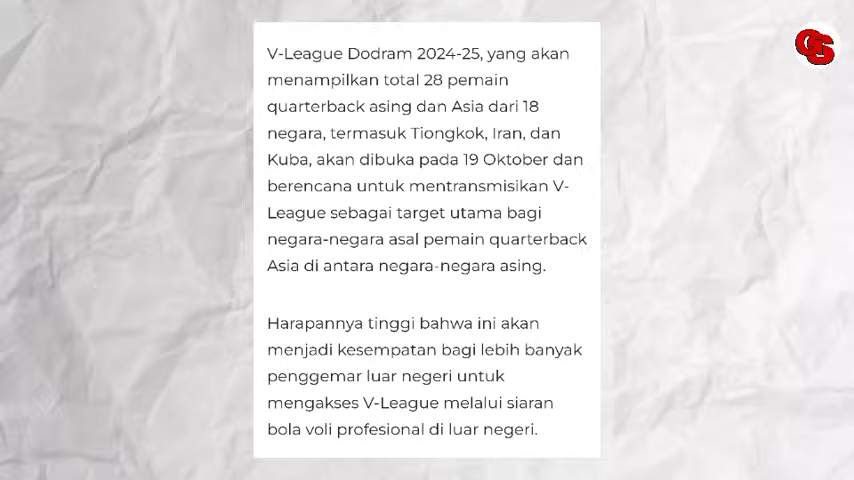 V-League Dodram 2024-25, yang akan
menampilkan total 28 pemain
quarterback asing dan Asia dari 18
negara, termasuk Tiongkok, Iran, dan
Kuba, akan dibuka pada 19 Oktober dan
berencana untuk mentransmisikan V-
League sebagai target utama bagi
negara-negara asal pemain quarterback
Asia di antara negara-negara asing.
Harapannya tinggi bahwa ini akan
menjadi kesempatan bagi lebih banyak
penggemar luar negeri untuk
mengakses V-League melalui siaran
bola voli profesional di luar negeri.